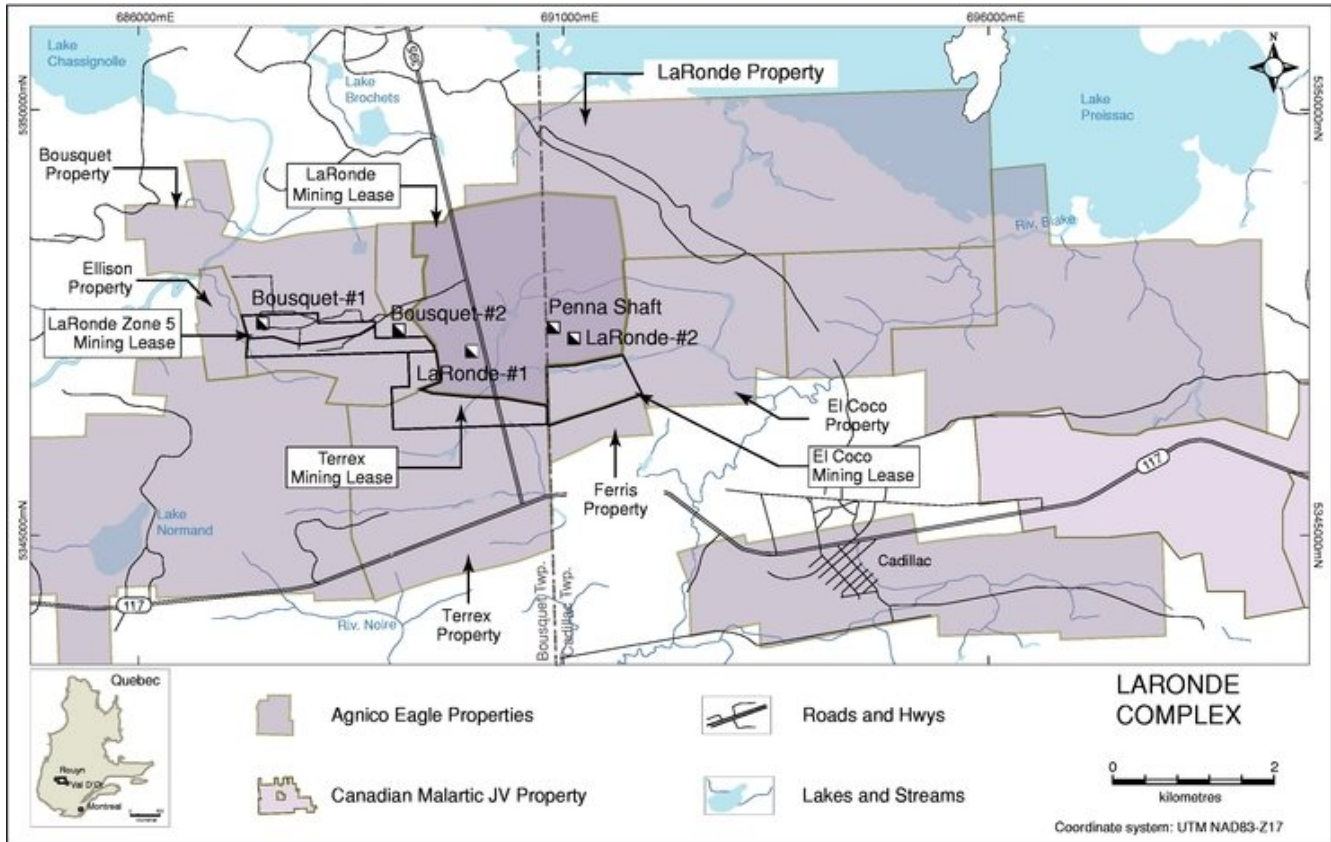 686000mE
691000mE
696000mE
5350000mN
5345000mN
5350000mN
5345000mN
N
Lake
Chassignolle
Lake
Brochets
LaRonde Property
Lake
Preissac
Bousquet
Property
LaRonde
Mining Lease
Riv. Blake
Ellison
Property
Bousquet-#1
Bousquet-#2
Penna Shaft
LaRonde Zone 5
Mining Lease
LaRonde-#2
LaRonde-#1
El Coco
Property
Terrex
Mining Lease
El Coco
Mining Lease
Ferris
Property
117
Lake
Normand
Cadillac
117
Riv. Noire
Terrex
Property
Bousquet Twp.
Cadillac Twp.
Quebec
Rouyn
Val D'Or
Montreal
Agnico Eagle Properties
Canadian Malartic JV Property
Roads and Hwys
Lakes and Streams
LARONDE
COMPLEX
0
2
kilometres
Coordinate system: UTM NAD83-Z17